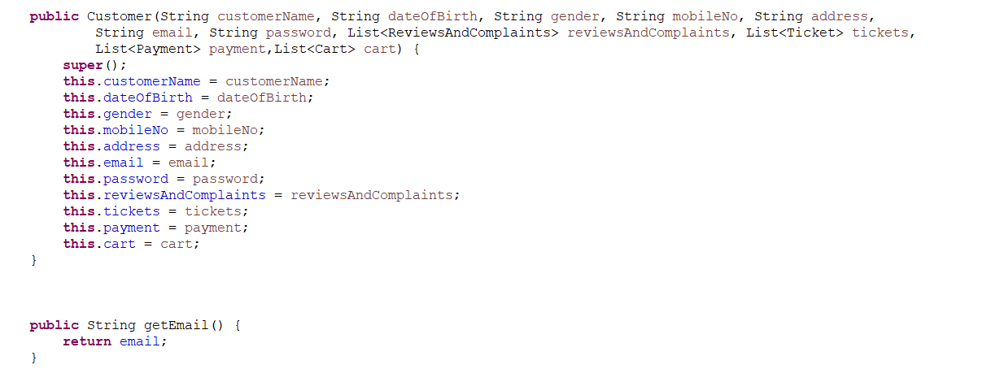 public Customer(String customerName, String dateOfBirth, String gender, String mobileNo, String address,
String email, String password, List<ReviewsAndComplaints> reviewsAndComplaints, List<Ticket> tickets,
List<Payment> payment,List<Cart> cart) {
super();
this.customerName = customerName;
this.dateOfBirth = dateOfBirth;
this.gender = gender;
this.mobileNo = mobileNo;
this.address = address;
this.email = email;
this.password = password;
this.reviewsAndComplaints = reviewsAndComplaints;
this.tickets = tickets;
this.payment = payment;
this.cart = cart;
}
public String getEmail() {
return email;
}